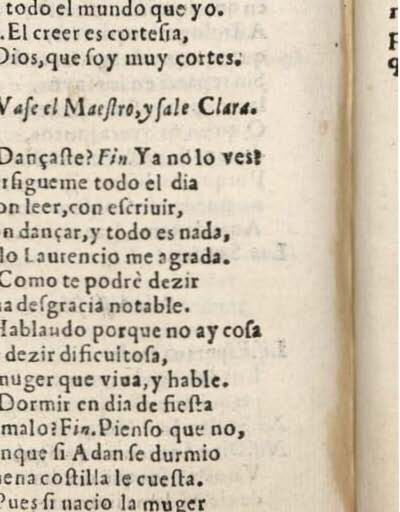 todo el mundo que yo.
.El creer es cortesia,
Dios, que soy muy cortes.
Vase el Maestro, y sale Clara.
Dançaste? Fin. Ya no lo ves?
rsigueme todo el dia
on leer, con escriuir,
n dançar, y todo es nada,
lo Laurencio me agrada.
Como te podrè dezir
na desgracia notable.
Hablando porque no ay cosa
dezir dificultosa,
muger que viua, y hable.
Dormir en dia de fiesta
malo? Fin. Pienso que no,
nque si Adan se durmio
uena costilla le cuesta.
Pues si nacio la muger